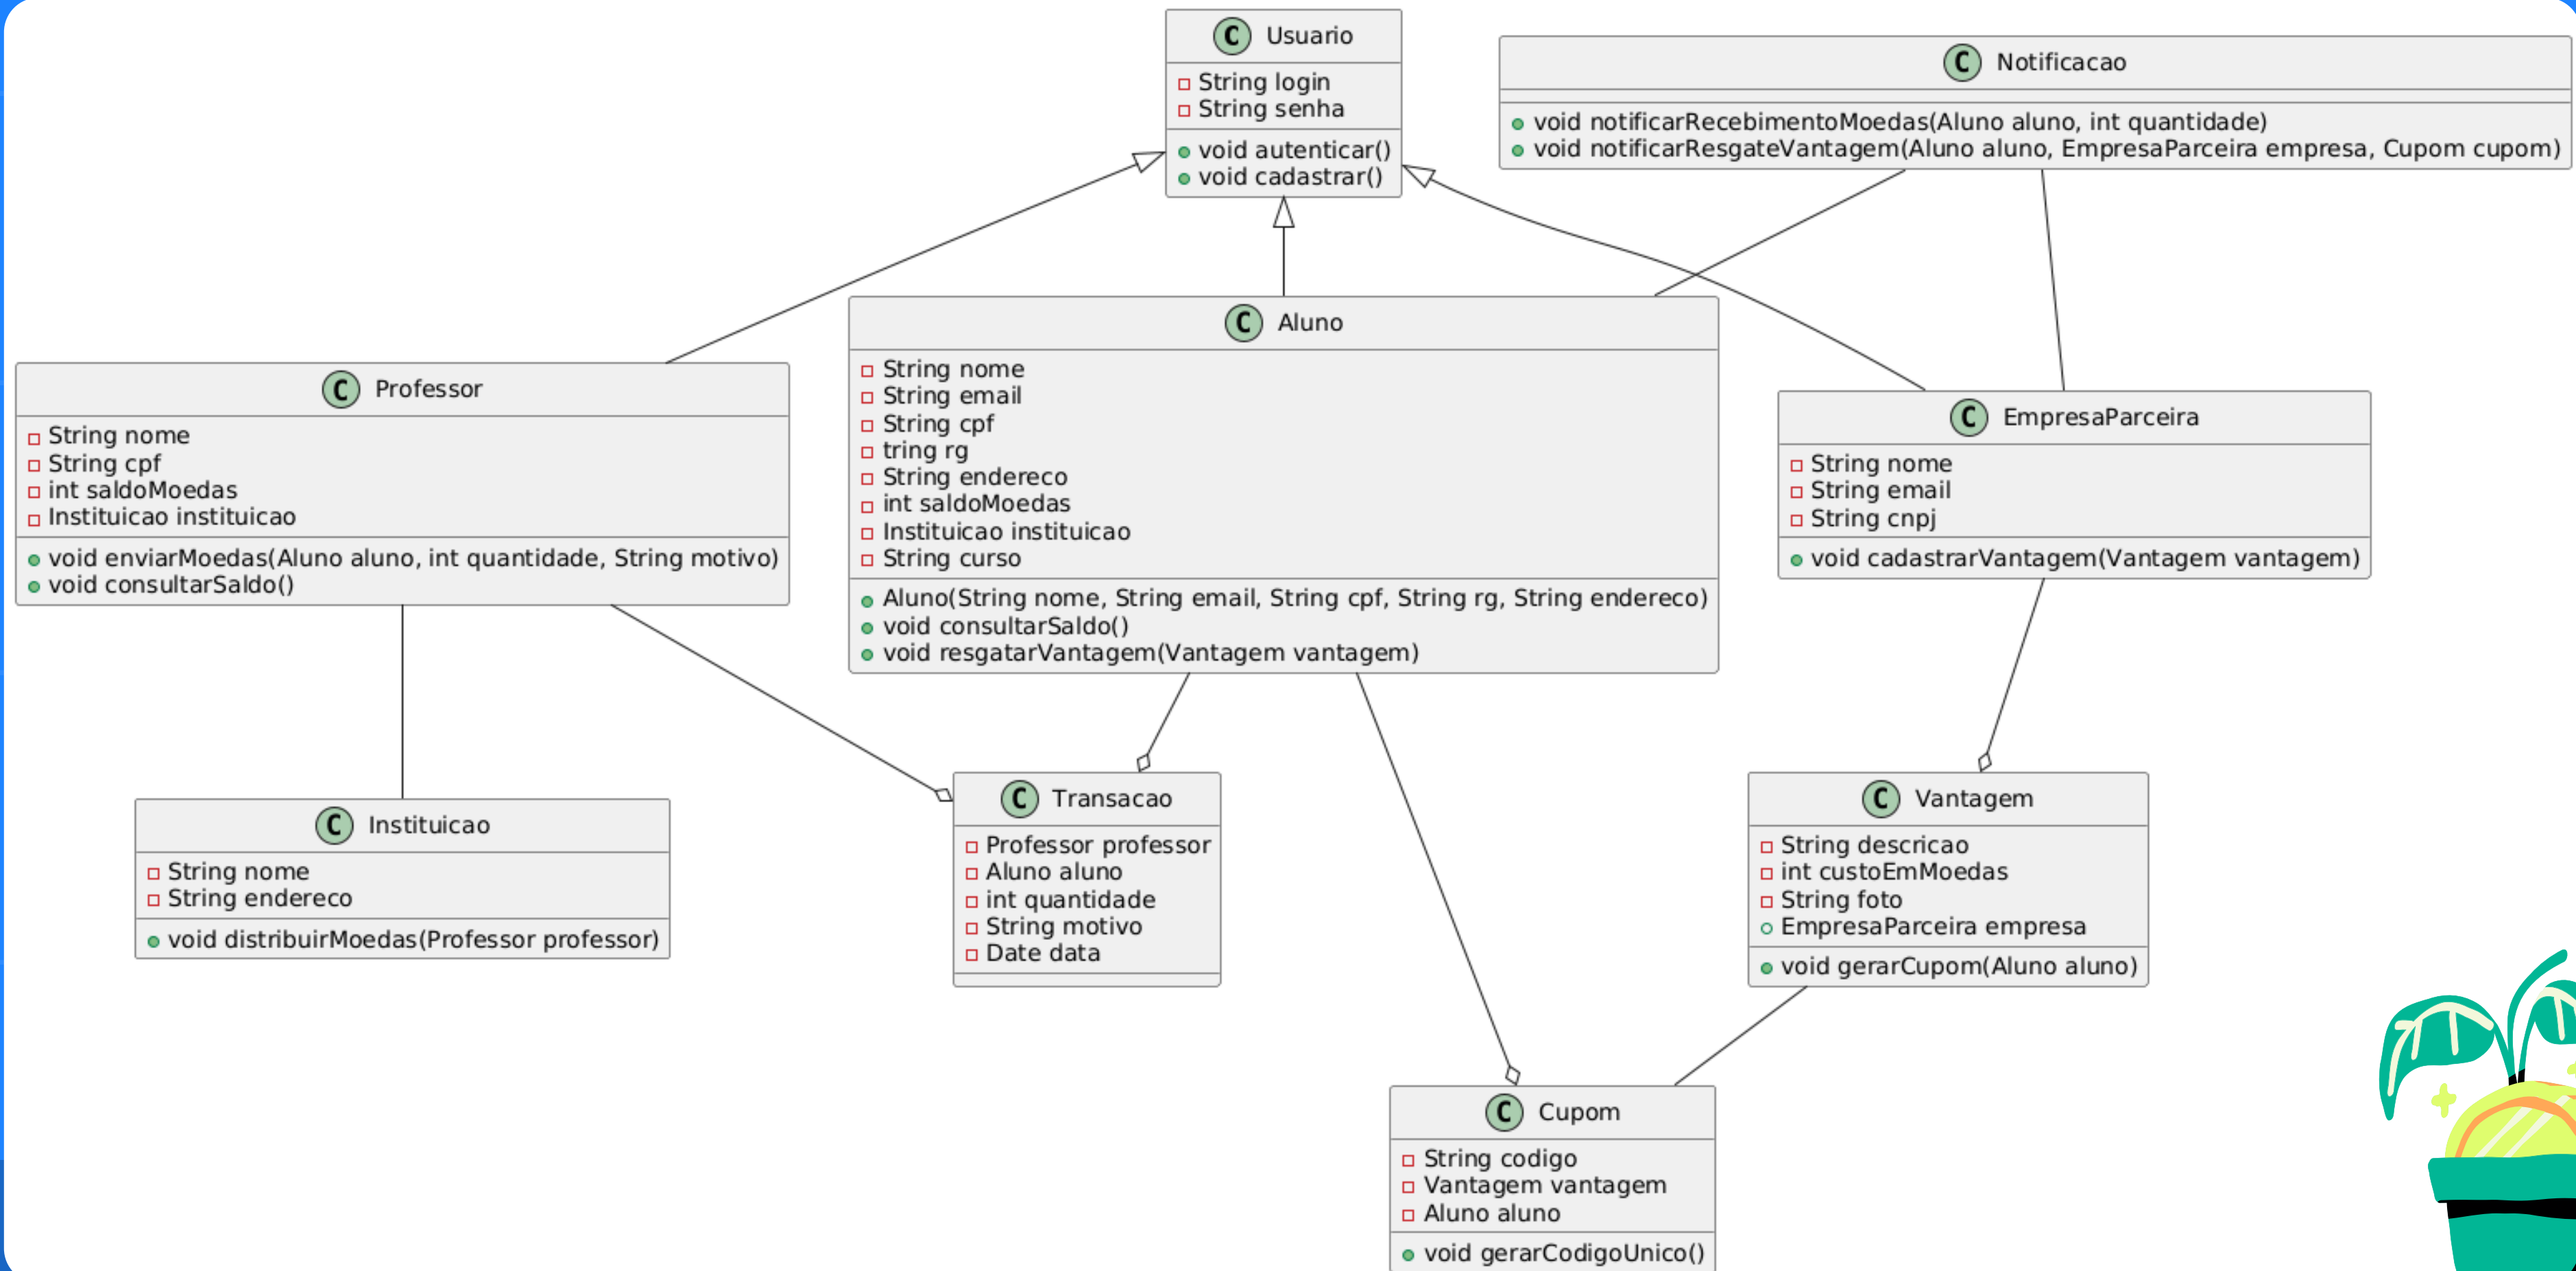 C Usuario
String login
String senha
void autenticar()
void cadastrar()
C Notificacao
void notificarRecebimentoMoedas(Aluno aluno, int quantidade)
void notificarResgateVantagem(Aluno aluno, EmpresaParceira empresa, Cupom cupom)
C Professor
String nome
String cpf
int saldoMoedas
Instituicao instituicao
void enviarMoedas(Aluno aluno, int quantidade, String motivo)
void consultarSaldo()
C Aluno
String nome
String email
String cpf
tring rg
String endereco
int saldoMoedas
Instituicao instituicao
String curso
Aluno(String nome, String email, String cpf, String rg, String endereco)
void consultarSaldo()
void resgatarVantagem(Vantagem vantagem)
C EmpresaParceira
String nome
String email
String cnpj
void cadastrarVantagem(Vantagem vantagem)
C Instituicao
String nome
String endereco
void distribuirMoedas(Professor professor)
C Transacao
Professor professor
Aluno aluno
int quantidade
String motivo
Date data
C Vantagem
String descricao
int custoEmMoedas
String foto
EmpresaParceira empresa
void gerarCupom(Aluno aluno)
C Cupom
String codigo
Vantagem vantagem
Aluno aluno
void gerarCodigoUnico()